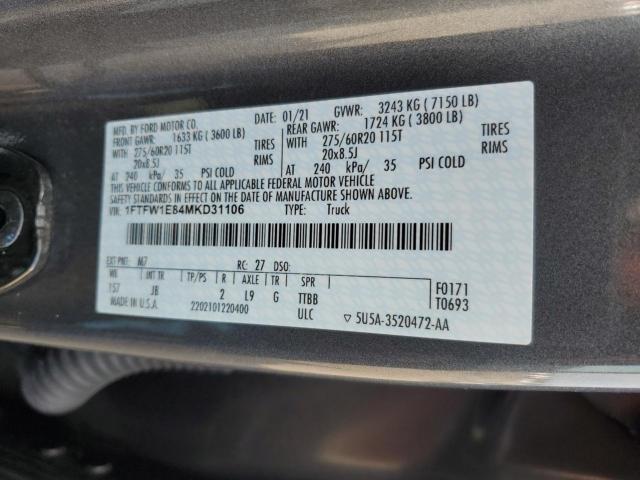 MFD. BY FORD MOTOR CO.
01/21 GVWR: 3243 KG ( 7150 LB)
FRONT GAWR: 1633 KG ( 3600 LB) REAR GAWR: 1724 KG ( 3800 LB)
WITH 275/60R20 115T TIRES WITH 275/60R20 115T TIRES
20x8.5J RIMS 20x8.5J RIMS
AT 240 kPa/ 35 PSI COLD AT 240 kPa/ 35 PSI COLD
THIS VEHICLE CONFORMS TO ALL APPLICABLE FEDERAL MOTOR VEHICLE
SAFETY STANDARDS IN EFFECT ON THE DATE OF MANUFACTURE SHOWN ABOVE.
VIN: 1FTFW1E84MKD31106 TYPE: Truck
EXT PNT: M7 RC: 27 DSO:
WB INT TR TP/PS R AXLE TR SPR
157 JB 2 L9 G TTBB
F0171
T0693
MADE IN U.S.A. 2202101220400 ULC ▽ 5U5A-3520472-AA